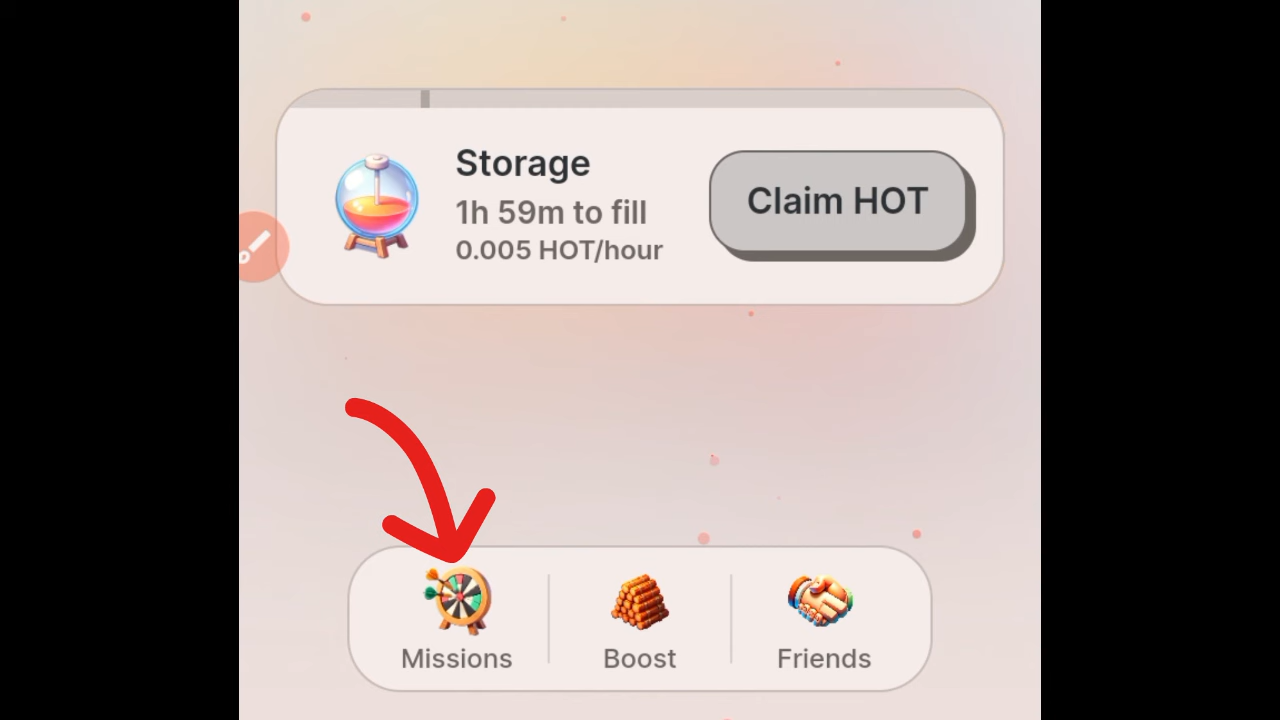 Storage
1h 59m to fill
0.005 HOT/hour
Claim HOT
Missions
Boost
Friends